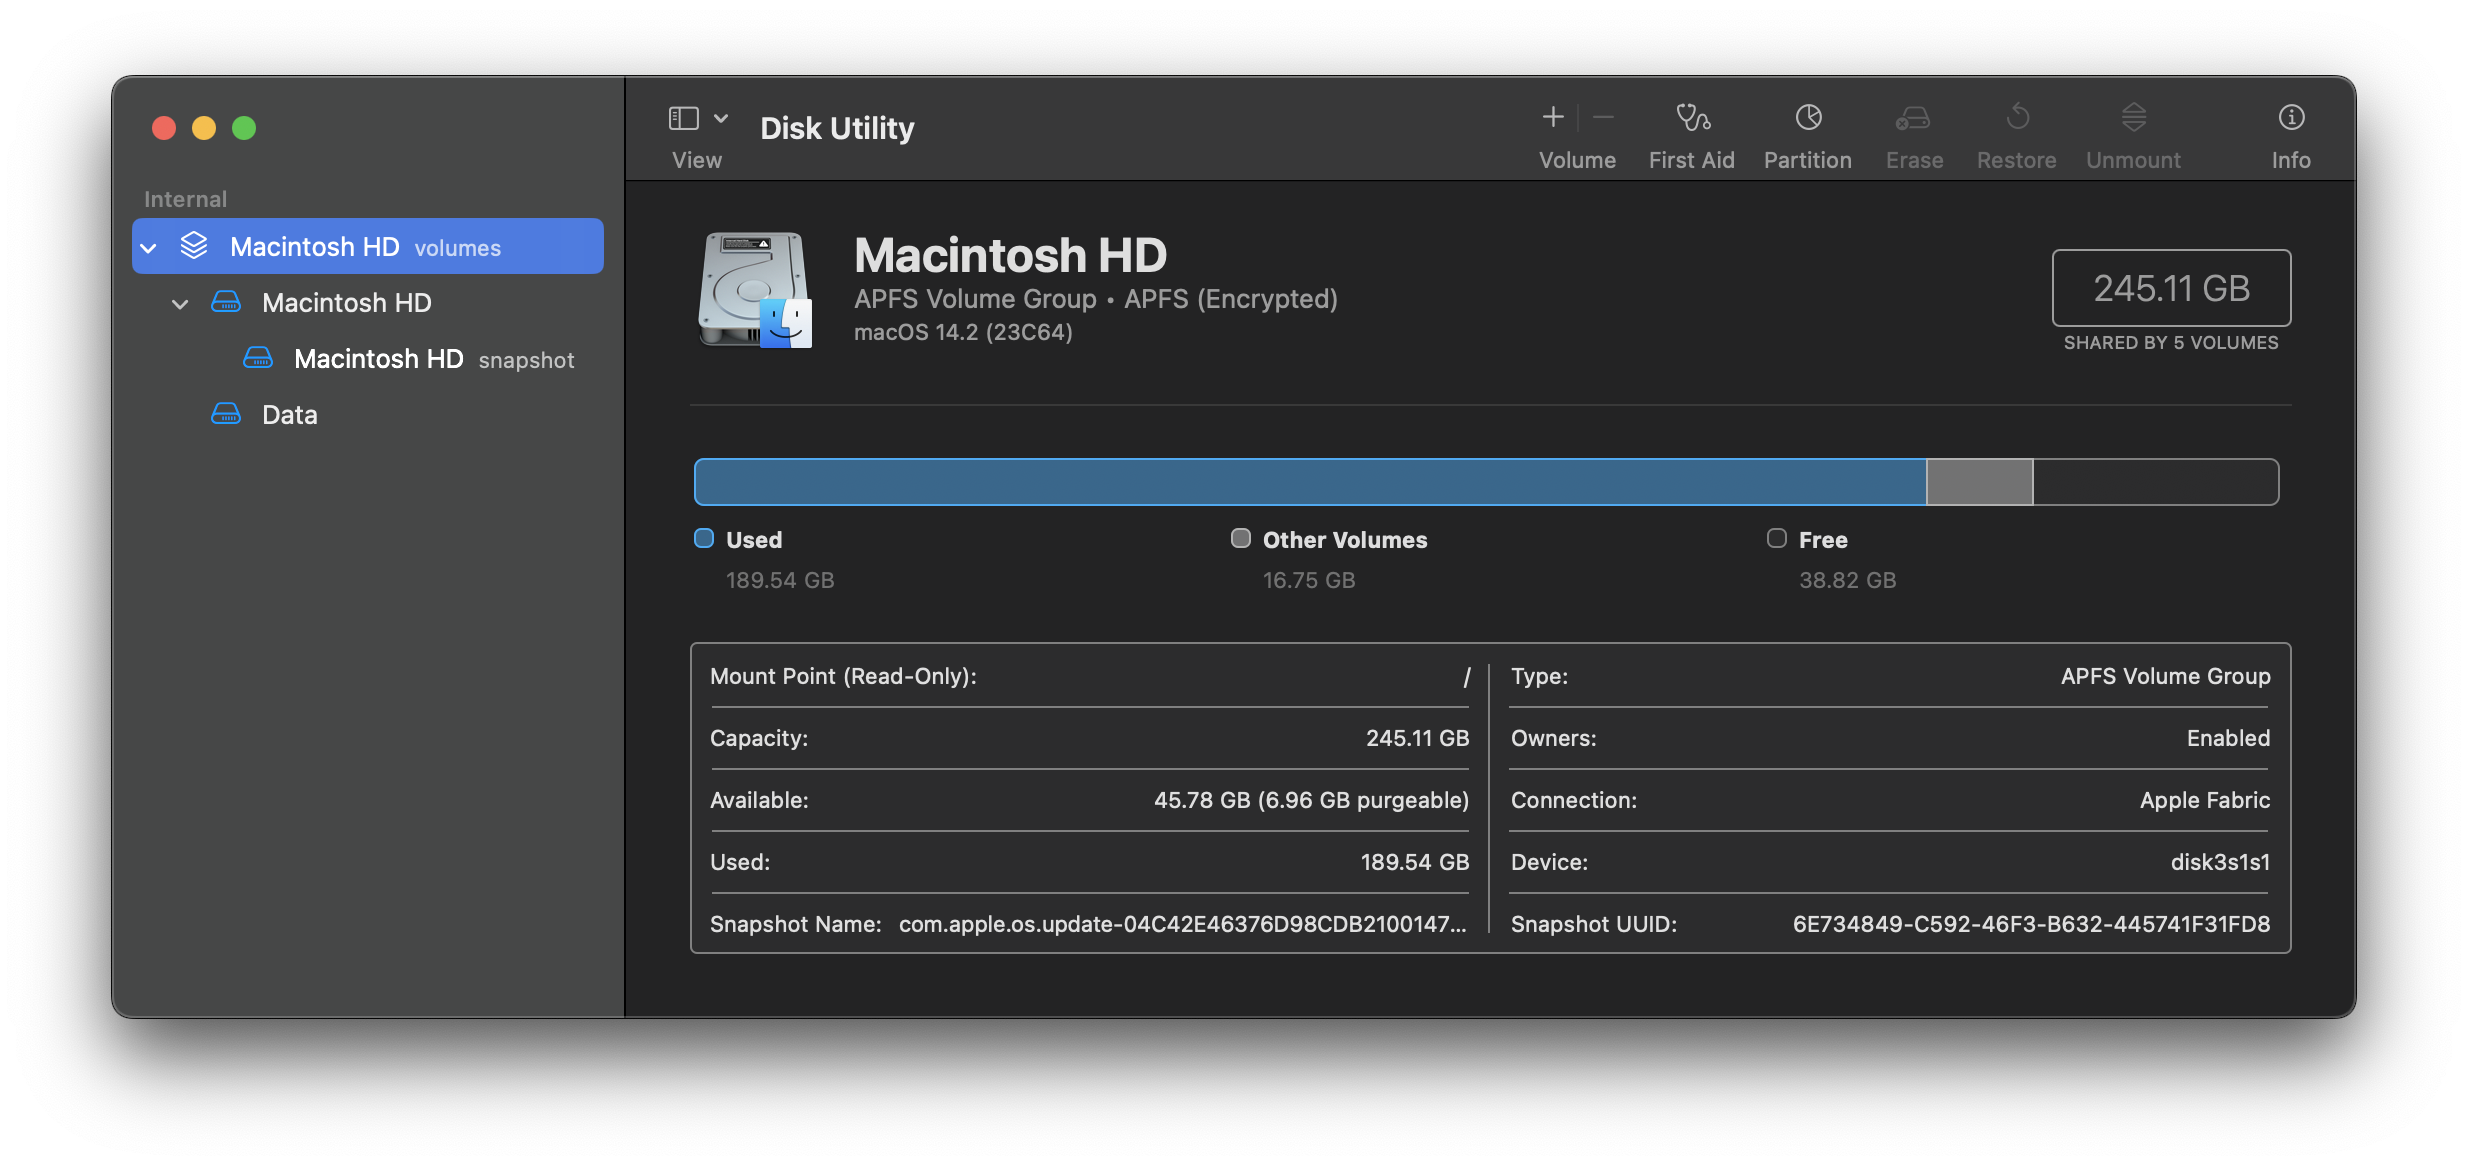 View
Disk Utility
Volume
First Aid
Partition
Erase
Restore
Unmount
Info
Internal
Macintosh HD volumes
Macintosh HD
Macintosh HD snapshot
Data
Macintosh HD
APFS Volume Group • APFS (Encrypted)
macOS 14.2 (23C64)
245.11 GB
SHARED BY 5 VOLUMES
Used
189.54 GB
Other Volumes
16.75 GB
Free
38.82 GB
Mount Point (Read-Only): /
Capacity: 245.11 GB
Available: 45.78 GB (6.96 GB purgeable)
Used: 189.54 GB
Snapshot Name: com.apple.os.update-04C42E46376D98CDB2100147...
Type: APFS Volume Group
Owners: Enabled
Connection: Apple Fabric
Device: disk3s1s1
Snapshot UUID: 6E734849-C592-46F3-B632-445741F31FD8